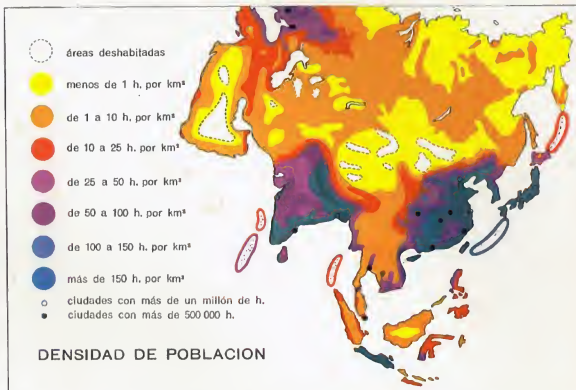 áreas deshabitadas
menos de 1 h. por km²
de 1 a 10 h. por km²
de 10 a 25 h. por km²
de 25 a 50 h. por km²
de 50 a 100 h. por km²
de 100 a 150 h. por km²
más de 150 h. por km²
ciudades con más de un millón de h.
ciudades con más de 500 000 h.
DENSIDAD DE POBLACION